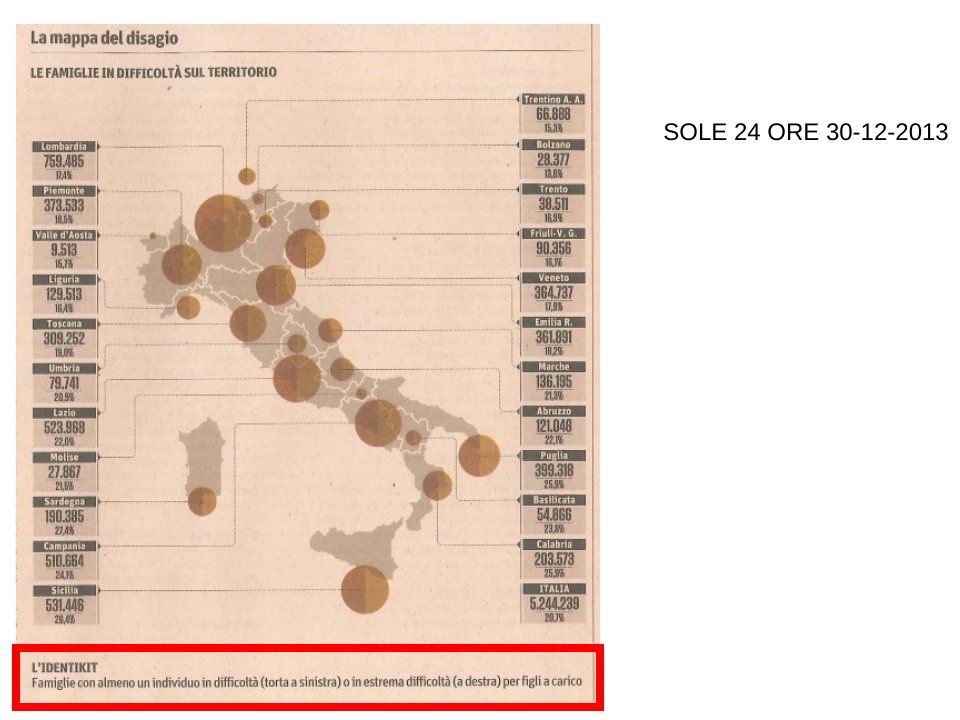 La mappa del disagio
LE FAMIGLIE IN DIFFICOLTÀ SUL TERRITORIO
SOLE 24 ORE 30-12-2013
Lombardia
759.485
17,4%
Piemonte
373.533
18,5%
Valle d'Aosta
9.513
15,7%
Liguria
129.513
16,4%
Toscana
309.252
19,0%
Umbria
79.741
20,9%
Lazio
523.968
22,0%
Molise
27.867
21,5%
Sardegna
190.385
27,4%
Campania
510.664
24,1%
Sicilia
531.446
26,4%
Trentino A. A.
66.888
15,3%
Bolzano
28.377
13,6%
Trento
38.511
16,9%
Friuli-V. G.
90.356
16,1%
Veneto
364.737
17,9%
Emilia R.
361.891
18,2%
Marche
136.195
21,3%
Abruzzo
121.048
22,1%
Puglia
399.318
25,9%
Basilicata
54.866
23,8%
Calabria
203.573
25,9%
ITALIA
5.244.239
20,7%
L'IDENTIKIT
Famiglie con almeno un individuo in difficoltà (torta a sinistra) o in estrema difficoltà (a destra) per figli a carico